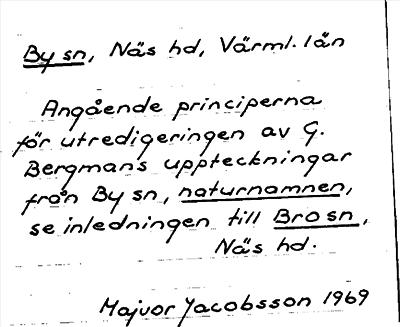 By sn, Näs hd, Värml. län
Angående principerna
för utredigeringen av G.
Bergmans uppteckningar
från By sn, naturnamnen,
se inledningen till Bro sn,
Näs hd.
Majvor Jacobsson 1969